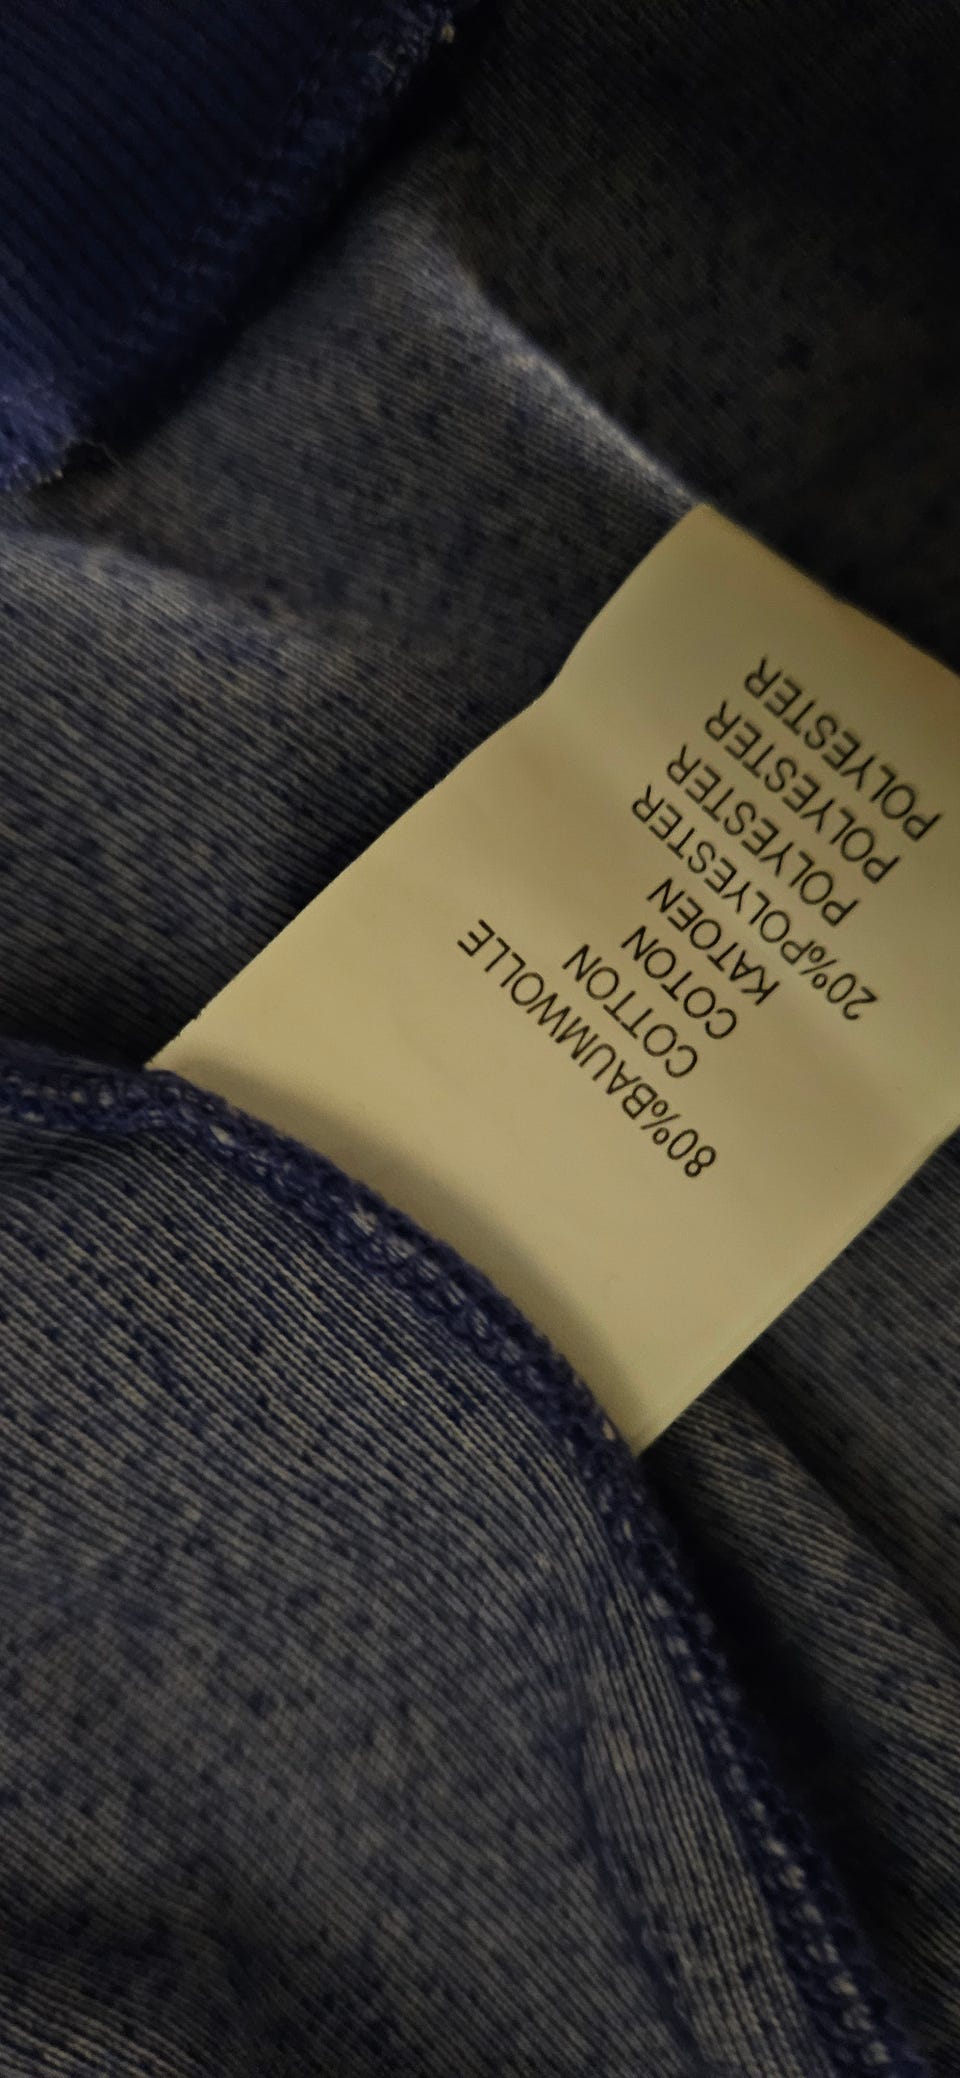 80%BAUMWOLLE
COTTON
COTON
KATOEN
20%POLYESTER
POLYESTER
POLYESTER
POLYESTER